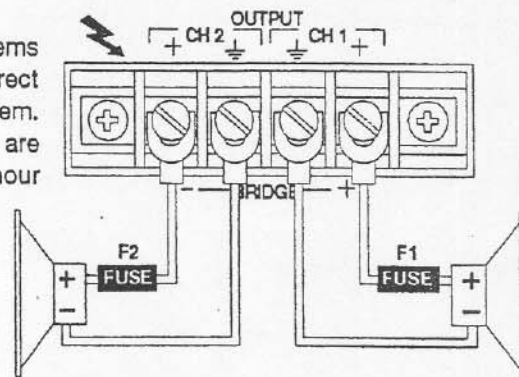 OUTPUT
+ CH 2 ⏚ ⏚ CH 1 +
ems
rect
em.
are
hour
- BRIDGE +
F2
FUSE
F1
FUSE
+
-
+
-